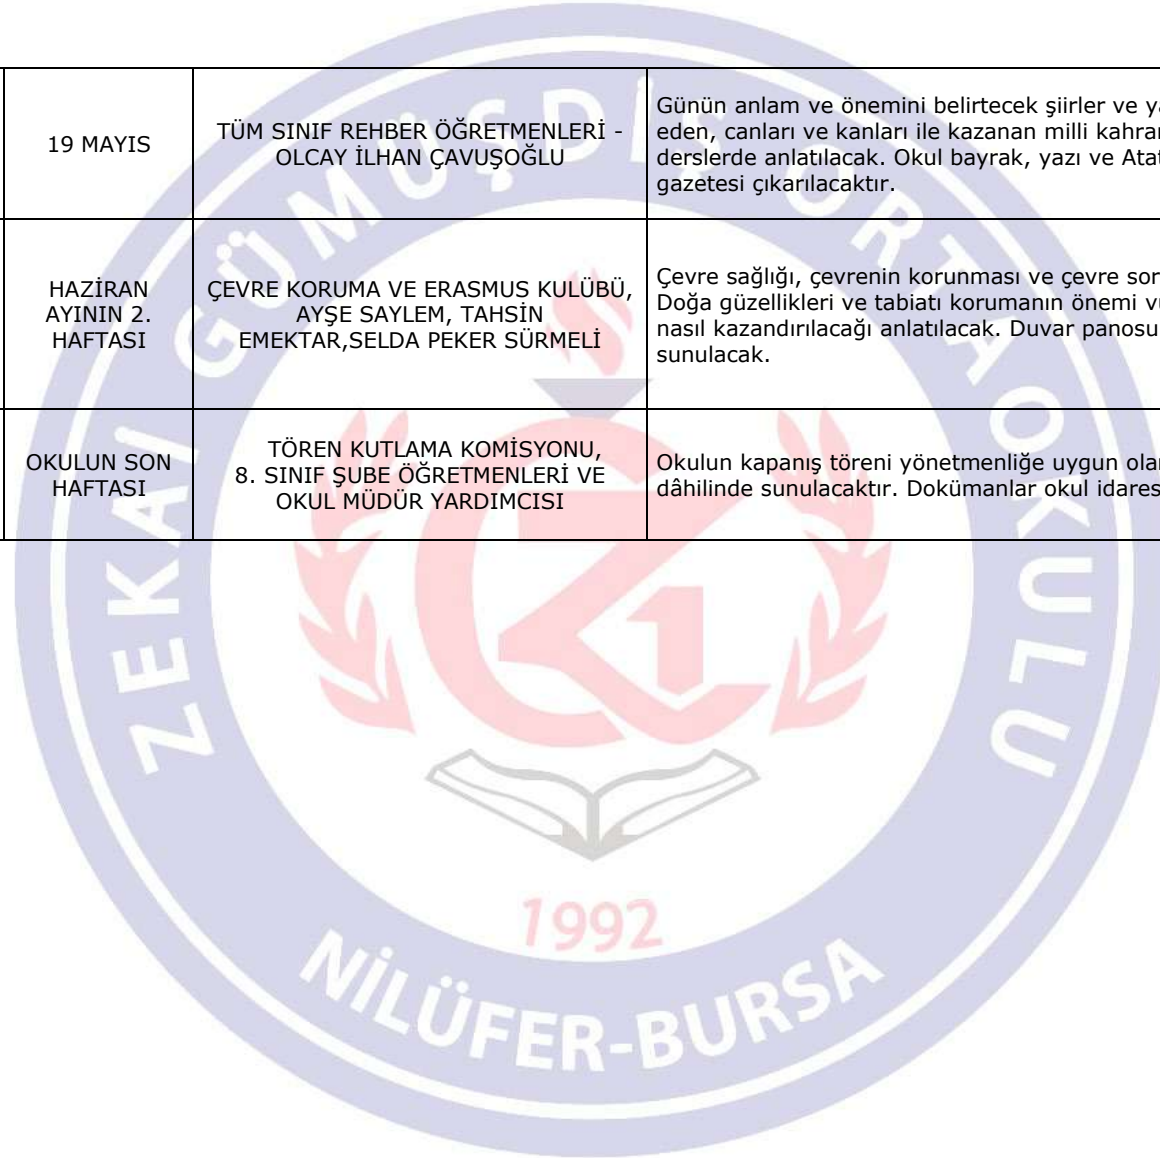 19 MAYIS
TÜM SINIF REHBER ÖĞRETMENLERİ -
OLCAY İLHAN ÇAVUŞOĞLU
Günün anlam ve önemini belirtecek şiirler ve
eden, canları ve kanları ile kazanan milli
derslerde anlatılacak. Okul bayrak, yazı ve
gazetesi çıkarılacaktır.
HAZİRAN
AYININ 2.
HAFTASI
ÇEVRE KORUMA VE ERASMUS KULÜBÜ,
AYŞE SAYLEM, TAHSİN
EMEKTAR,SELDA PEKER SÜRMELİ
Çevre sağlığı, çevrenin korunması ve çevre
Doğa güzellikleri ve tabiatı korumanın önemi
nasıl kazandırılacağı anlatılacak. Duvar panosu
sunulacak.
OKULUN SON
HAFTASI
TÖREN KUTLAMA KOMİSYONU,
8. SINIF ŞUBE ÖĞRETMENLERİ VE
OKUL MÜDÜR YARDIMCISI
Okulun kapanış töreni yönetmenliğe uygun
dâhilinde sunulacaktır. Dokümanlar okul
ZEKAİ GÜMÜŞDİŞ ORTAOKULU
1992
NİLÜFER-BURSA